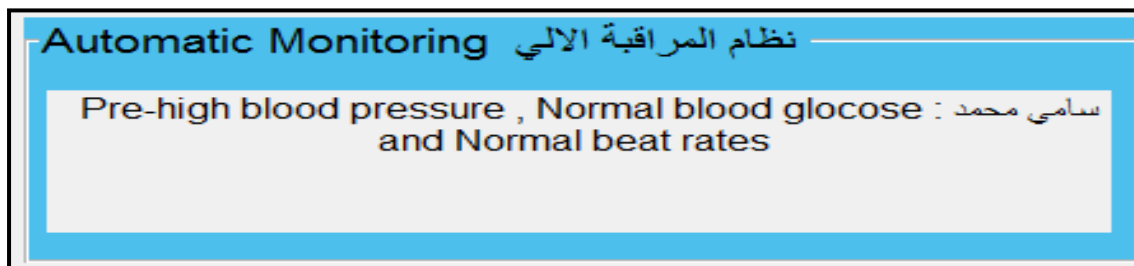 Automatic Monitoring نظام المراقبة الالي
سامي محمد : Pre-high blood pressure , Normal blood glocose
and Normal beat rates